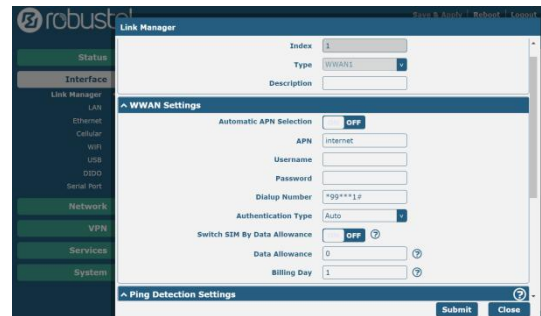 robustel
Save & Apply | Reboot | Logout
Link Manager
Status
Interface
Link Manager
LAN
Ethernet
Cellular
WiFi
USB
DIDO
Serial Port
Network
VPN
Services
System
Index 1
Type WWAN1 v
Description
^ WWAN Settings
Automatic APN Selection OFF
APN internet
Username
Password
Dialup Number *99***1#
Authentication Type Auto v
Switch SIM By Data Allowance OFF ?
Data Allowance 0 ?
Billing Day 1 ?
^ Ping Detection Settings ?
Submit Close